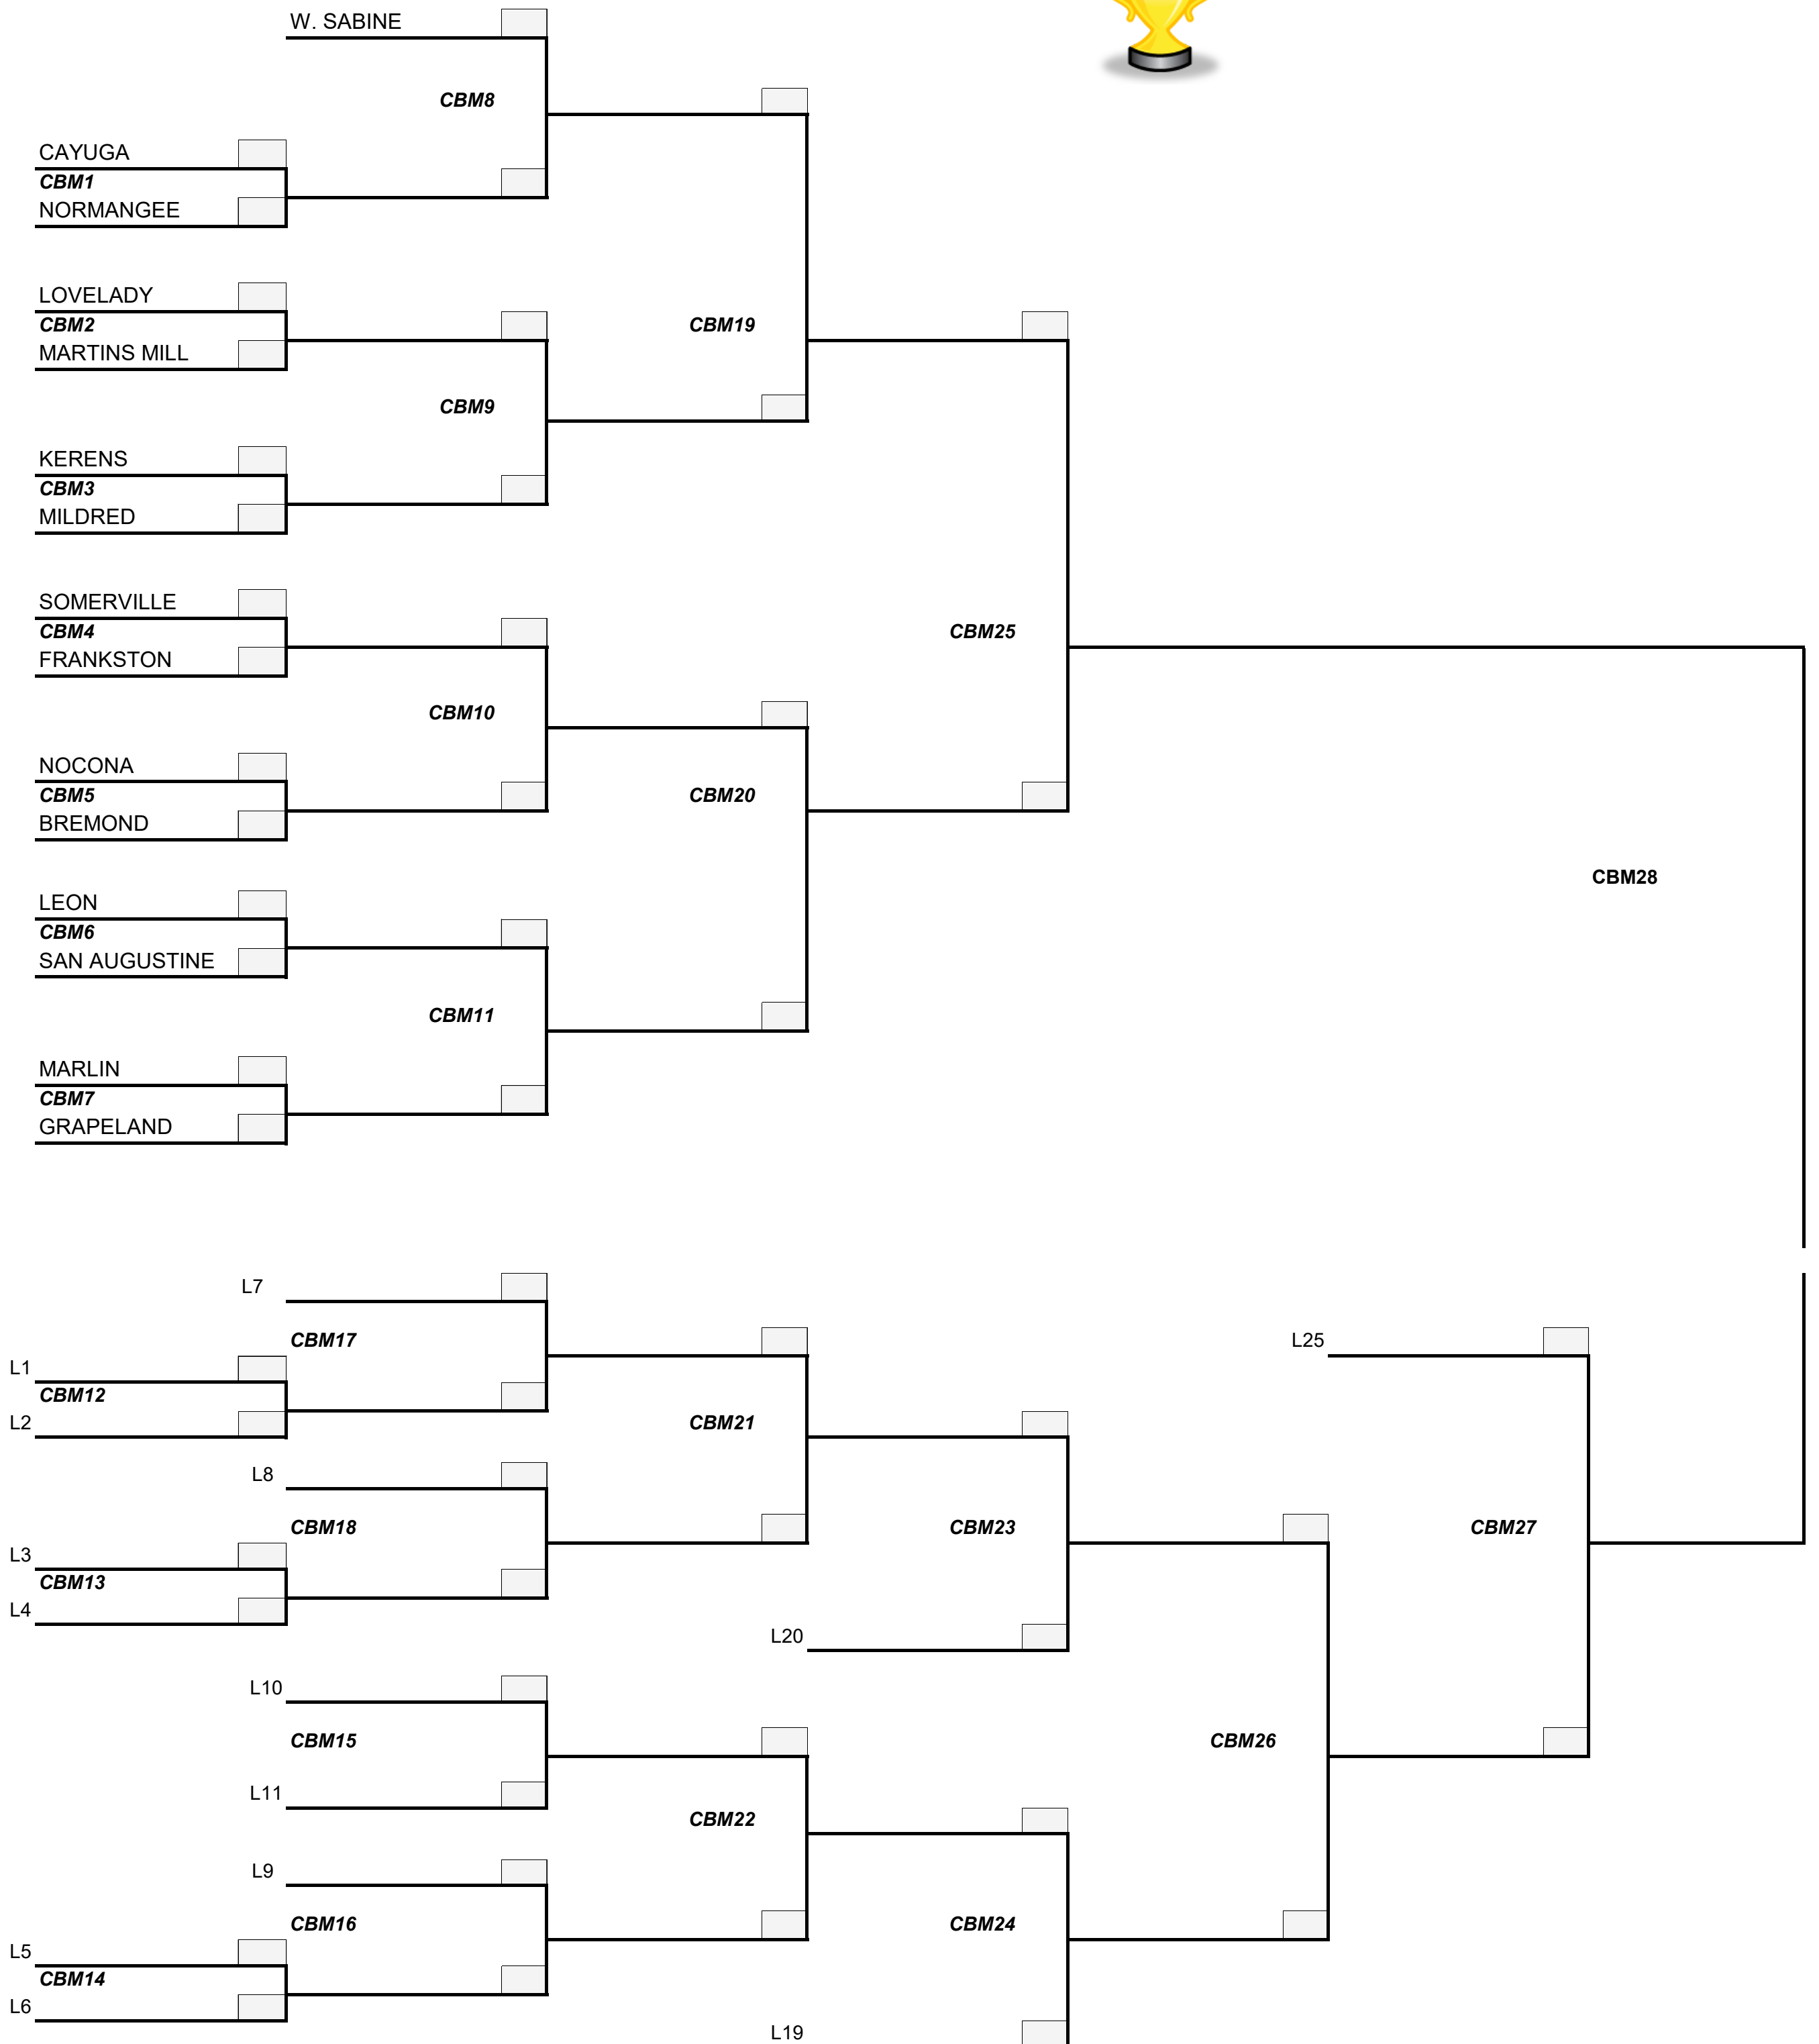 W. SABINE
CBM8
CAYUGA
CBM1
NORMANGEE
LOVELADY
CBM2
MARTINS MILL
CBM19
CBM9
KERENS
CBM3
MILDRED
SOMERVILLE
CBM4
FRANKSTON
CBM25
CBM10
NOCONA
CBM5
BREMOND
CBM20
CBM28
LEON
CBM6
SAN AUGUSTINE
CBM11
MARLIN
CBM7
GRAPELAND
L7
CBM17
L25
L1
CBM12
L2
CBM21
L8
CBM18
CBM23
CBM27
L3
CBM13
L4
L20
L10
CBM15
CBM26
L11
CBM22
L9
CBM16
CBM24
L5
CBM14
L6
L19